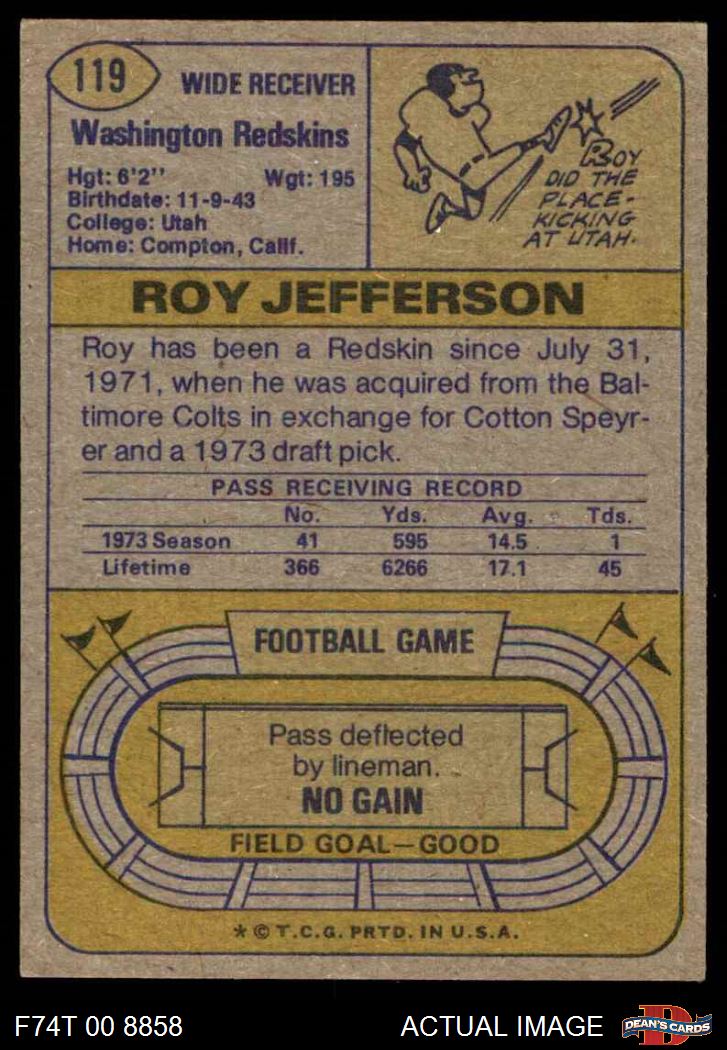 119
WIDE RECEIVER
Washington Redskins
Hgt: 6'2'' Wgt: 195
Birthdate: 11-9-43
College: Utah
Home: Compton, Calif.
ROY
DID THE
PLACE-
KICKING
AT UTAH.
ROY JEFFERSON
Roy has been a Redskin since July 31,
1971, when he was acquired from the Bal-
timore Colts in exchange for Cotton Speyr-
er and a 1973 draft pick.
PASS RECEIVING RECORD
No. Yds. Avg. Tds.
1973 Season 41 595 14.5 1
Lifetime 366 6266 17.1 45
FOOTBALL GAME
Pass deflected
by lineman.
NO GAIN
FIELD GOAL—GOOD
* © T.C.G. PRTD. IN U.S.A.
F74T 00 8858 ACTUAL IMAGE
D
DEAN'S CARDS